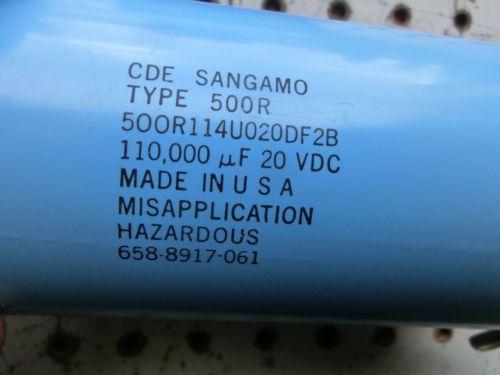 CDE SANGAMO
TYPE 500R
500R114U020DF2B
110,000 µF 20 VDC
MADE IN U S A
MISAPPLICATION
HAZARDOUS
658-8917-061